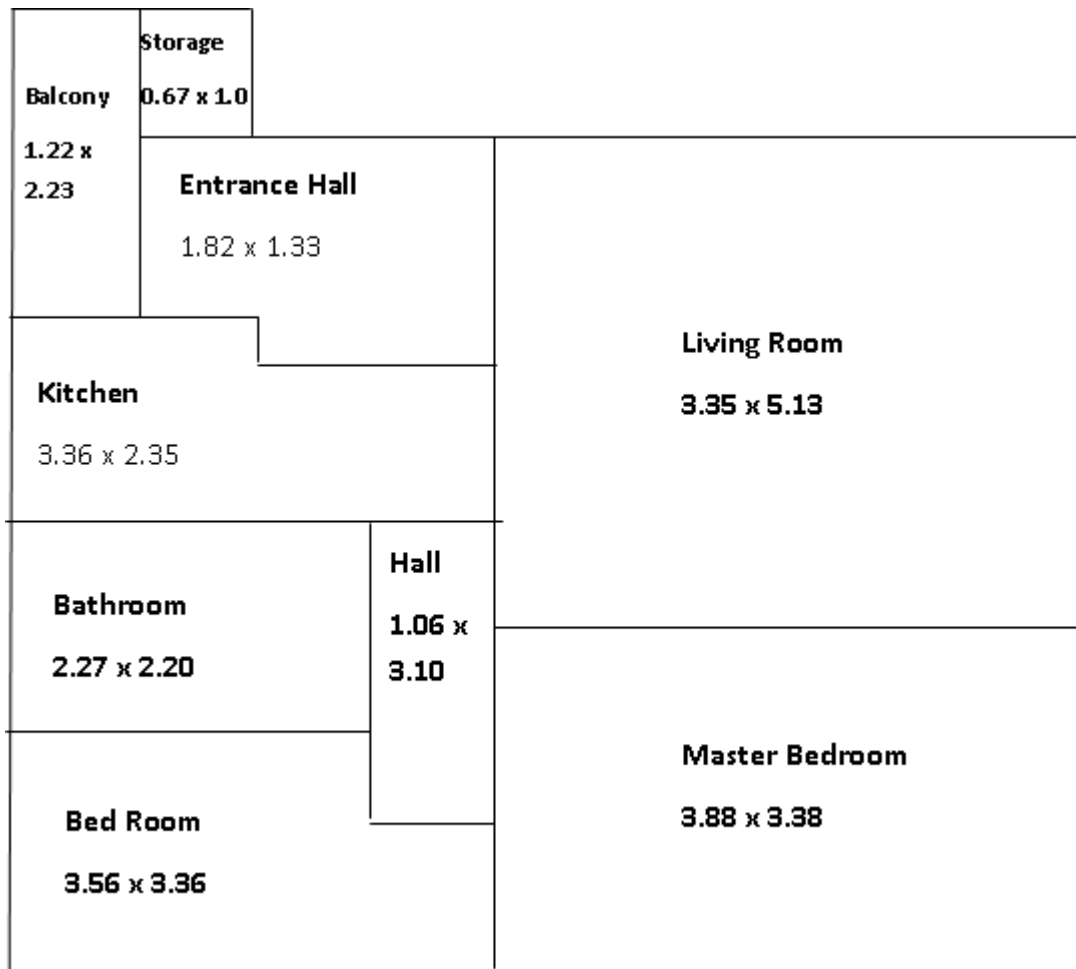 Storage
0.67 x 1.0
Balcony
1.22 x
2.23
Entrance Hall
1.82 x 1.33
Living Room
3.35 x 5.13
Kitchen
3.36 x 2.35
Hall
1.06 x
3.10
Bathroom
2.27 x 2.20
Master Bedroom
3.88 x 3.38
Bed Room
3.56 x 3.36